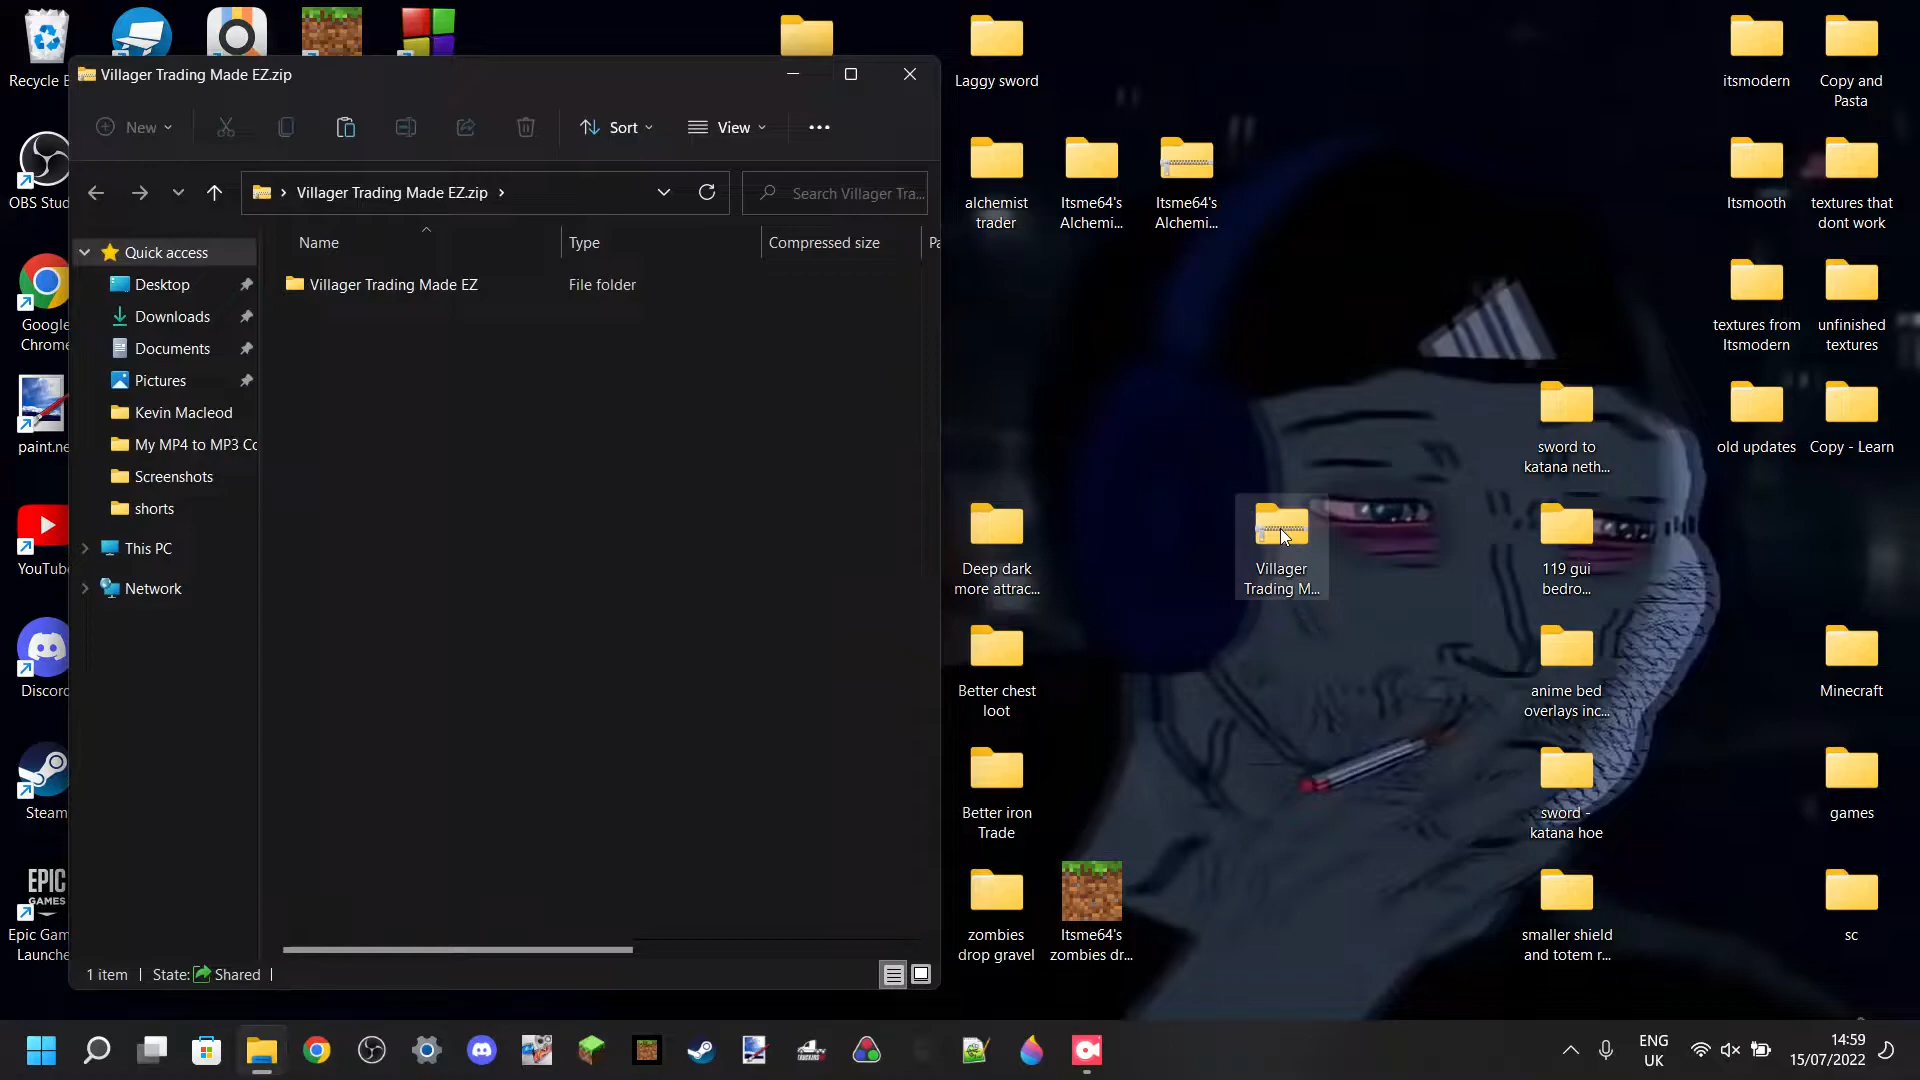 Recycle B
Villager Trading Made EZ.zip
New
Sort
View
Villager Trading Made EZ.zip
Search Villager Tra...
Name
Type
Compressed size
Pa
Quick access
Villager Trading Made EZ
File folder
Desktop
Downloads
Documents
Pictures
Kevin Macleod
My MP4 to MP3 Co
Screenshots
shorts
This PC
Network
1 item
State:
Shared
OBS Stud
Google
Chrome
paint.ne
YouTube
Discord
Steam
EPIC
GAMES
Epic Gam
Launche
Laggy sword
itsmodern
Copy and
Pasta
alchemist
trader
Itsme64's
Alchemi...
Itsme64's
Alchemi...
Itsmooth
textures that
dont work
textures from
Itsmodern
unfinished
textures
sword to
katana neth...
old updates
Copy - Learn
Deep dark
more attrac...
Villager
Trading M...
119 gui
bedro...
Better chest
loot
anime bed
overlays inc...
Minecraft
Better iron
Trade
sword -
katana hoe
games
zombies
drop gravel
Itsme64's
zombies dr...
smaller shield
and totem r...
sc
ENG
UK
14:59
15/07/2022